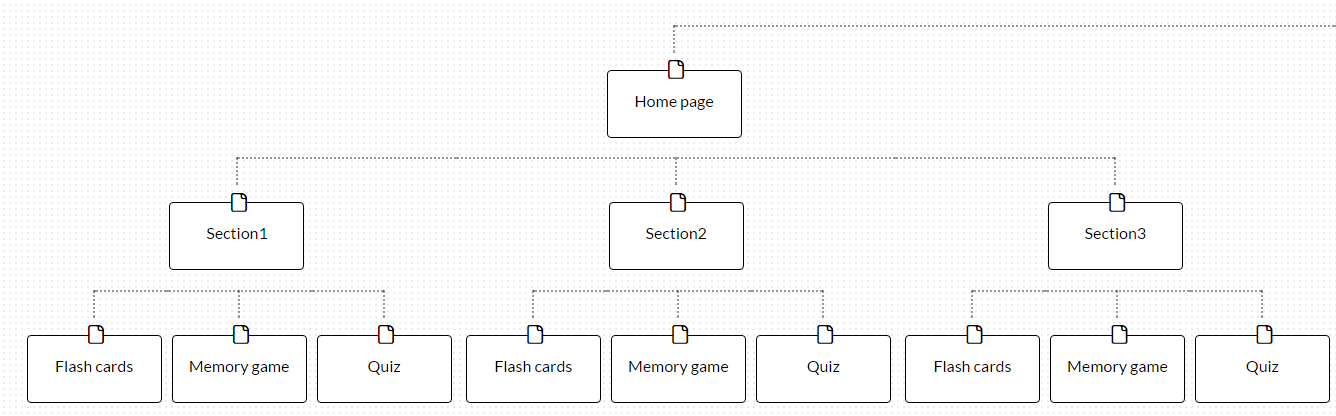 Home page
Section1
Section2
Section3
Flash cards
Memory game
Quiz
Flash cards
Memory game
Quiz
Flash cards
Memory game
Quiz